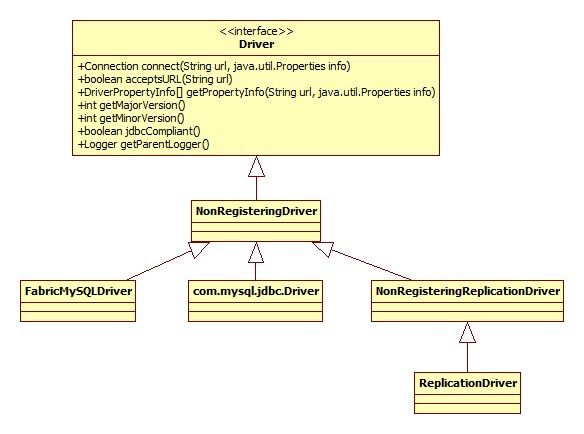 <<interface>>
Driver
+Connection connect(String url, java.util.Properties info)
+boolean acceptsURL(String url)
+DriverPropertyInfo[] getPropertyInfo(String url, java.util.Properties info)
+int getMajorVersion()
+int getMinorVersion()
+boolean jdbcCompliant()
+Logger getParentLogger()
NonRegisteringDriver
FabricMySQLDriver
com.mysql.jdbc.Driver
NonRegisteringReplicationDriver
ReplicationDriver